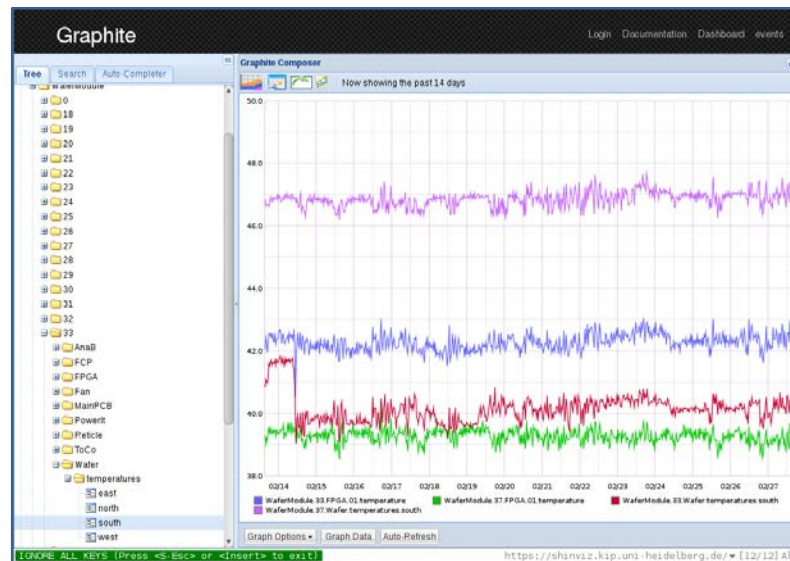 Graphite
Login Documentation Dashboard events
Tree Search Auto-Completer
Graphite Composer
Now showing the past 14 days
WaferModule
0
18
19
20
21
22
23
24
25
26
27
28
29
30
31
32
33
AnaB
FCP
FPGA
Fan
MainPCB
PowerIt
Reticle
ToCo
Wafer
temperatures
east
north
south
west
50.0
48.0
46.0
44.0
42.0
40.0
38.0
02/14 02/15 02/16 02/17 02/18 02/19 02/20 02/21 02/22 02/23 02/24 02/25 02/26 02/27
WaferModule.33.FPGA.01.temperature WaferModule.37.FPGA.01.temperature WaferModule.33.Wafer.temperatures.south
WaferModule.37.Wafer.temperatures.south
Graph Options Graph Data Auto-Refresh
IGNORE ALL KEYS (Press <S-Esc> or <Insert> to exit) https://shinviz.kip.uni-heidelberg.de/ [12/12] Al